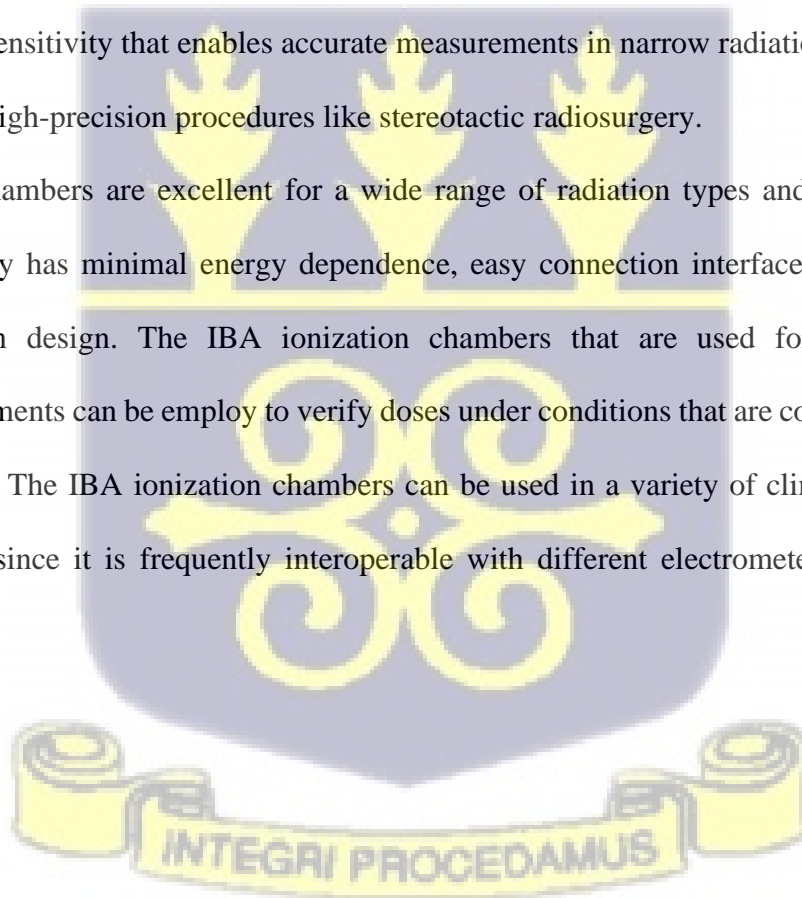 ensitivity that enables accurate measurements in narrow radiatio
igh-precision procedures like stereotactic radiosurgery.
ambers are excellent for a wide range of radiation types and
y has minimal energy dependence, easy connection interface
design. The IBA ionization chambers that are used fo
ments can be employ to verify doses under conditions that are co
The IBA ionization chambers can be used in a variety of clin
since it is frequently interoperable with different electromete
INTEGRI PROCEDAMUS